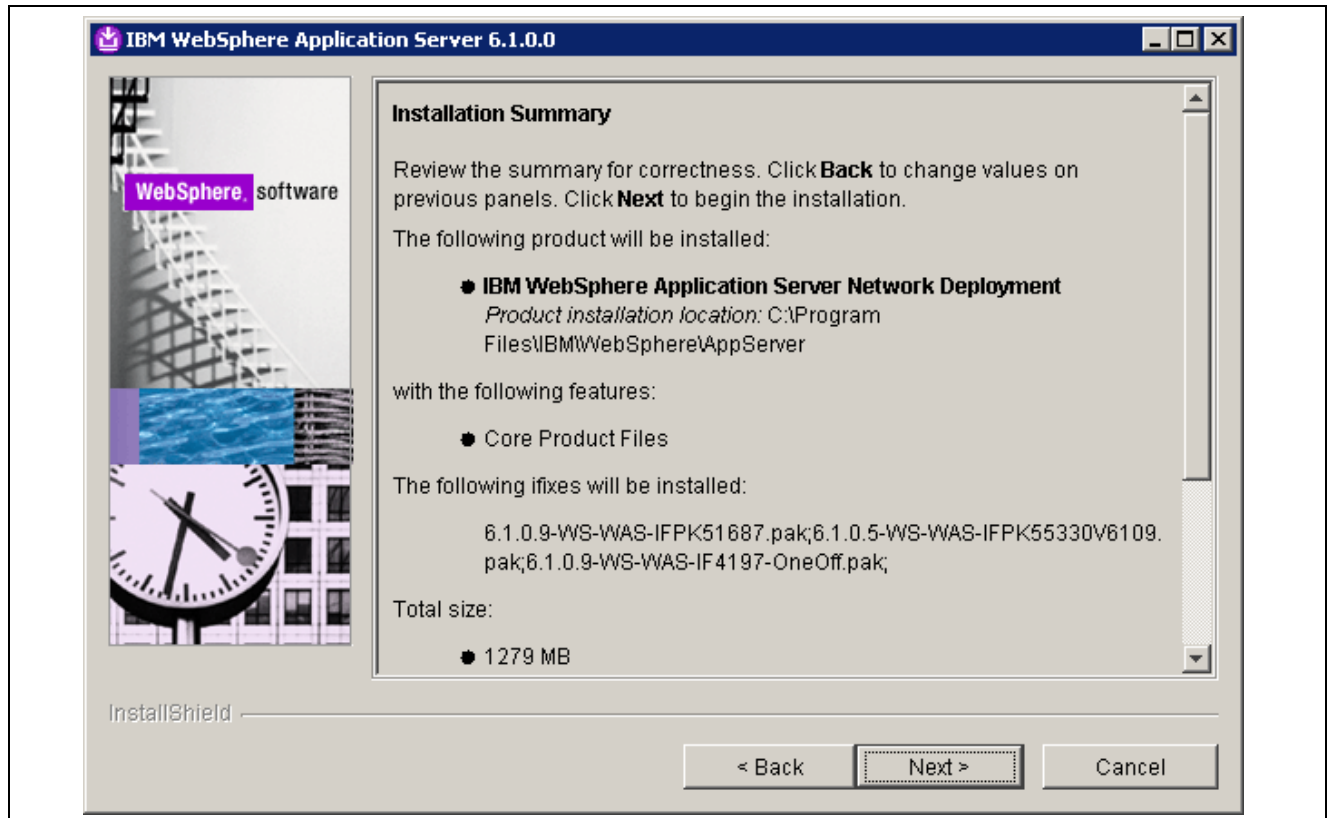 IBM WebSphere Application Server 6.1.0.0
WebSphere. software
Installation Summary
Review the summary for correctness. Click Back to change values on
previous panels. Click Next to begin the installation.
The following product will be installed:
IBM WebSphere Application Server Network Deployment
Product installation location: C:\Program
Files\IBM\WebSphere\AppServer
with the following features:
Core Product Files
The following ifixes will be installed:
6.1.0.9-WS-WAS-IFPK51687.pak;6.1.0.5-WS-WAS-IFPK55330V6109.
pak;6.1.0.9-WS-WAS-IF4197-OneOff.pak;
Total size:
1279 MB
InstallShield
< Back Next > Cancel